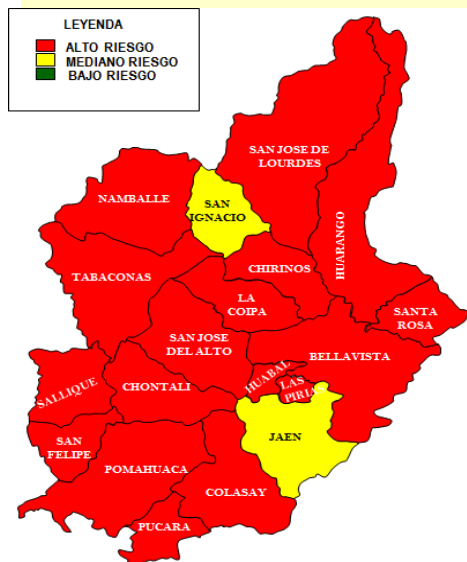 LEYENDA
ALTO RIESGO
MEDIANO RIESGO
BAJO RIESGO
SAN JOSE DE
LOURDES
NAMBALLE
SAN
IGNACIO
HUARANGO
TABACONAS
CHIRINOS
LA
COIPA
SANTA
ROSA
SAN JOSE
DEL ALTO
BELLAVISTA
HUABAL
LAS
PIRIAS
SALLIQUE
CHONTALI
SAN
FELIPE
JAEN
POMAHUACA
COLASAY
PUCARA